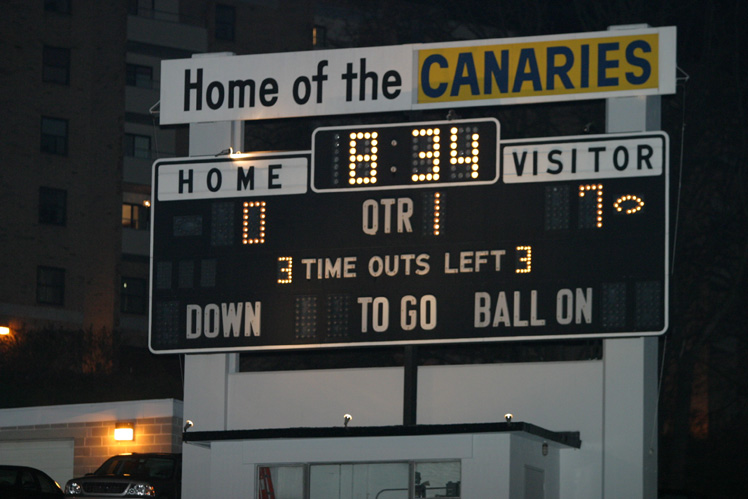 Home of the CANARIES
8:34
HOME VISITOR
0 QTR 1 7
3 TIME OUTS LEFT 3
DOWN TO GO BALL ON